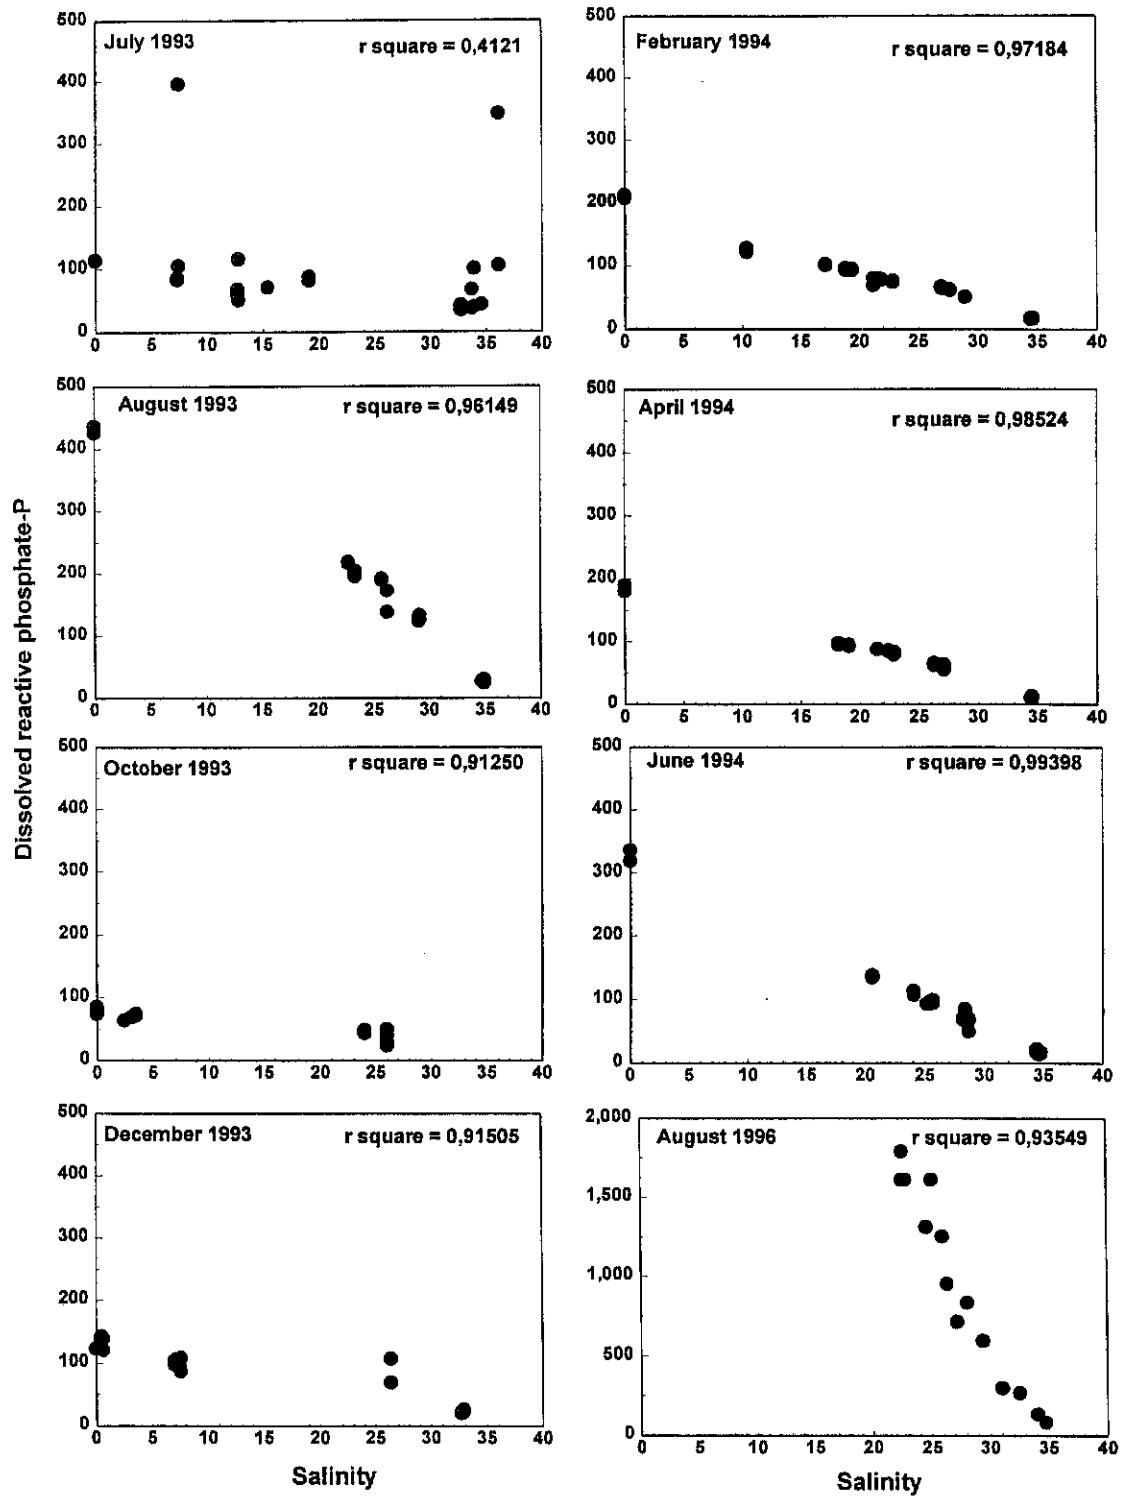 Dissolved reactive phosphate-P
July 1993
r square = 0,4121
500
400
300
200
100
0
0 5 10 15 20 25 30 35 40
February 1994
r square = 0,97184
500
400
300
200
100
0
0 5 10 15 20 25 30 35 40
August 1993
r square = 0,96149
500
400
300
200
100
0
0 5 10 15 20 25 30 35 40
April 1994
r square = 0,98524
500
400
300
200
100
0
0 5 10 15 20 25 30 35 40
October 1993
r square = 0,91250
500
400
300
200
100
0
0 5 10 15 20 25 30 35 40
June 1994
r square = 0,99398
500
400
300
200
100
0
0 5 10 15 20 25 30 35 40
December 1993
r square = 0,91505
500
400
300
200
100
0
0 5 10 15 20 25 30 35 40
Salinity
August 1996
r square = 0,93549
2,000
1,500
1,000
500
0
0 5 10 15 20 25 30 35 40
Salinity